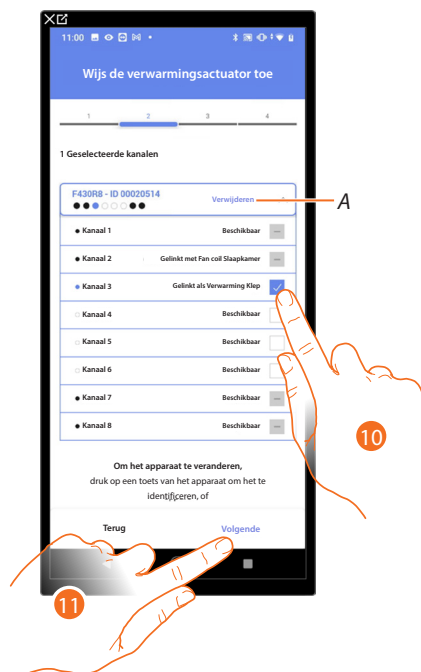 11:00
Wijs de verwarmingsactuator toe
1 2 3 4
1 Geselecteerde kanalen
F430R8 - ID 00020514
Verwijderen
A
Kanaal 1 Beschikbaar
Kanaal 2 Gelinkt met Fan coil Slaapkamer
Kanaal 3 Gelinkt als Verwarming Klep
Kanaal 4 Beschikbaar
Kanaal 5 Beschikbaar
Kanaal 6 Beschikbaar
Kanaal 7 Beschikbaar
Kanaal 8 Beschikbaar
10
Om het apparaat te veranderen,
druk op een toets van het apparaat om het te
identificeren, of
Terug Volgende
11